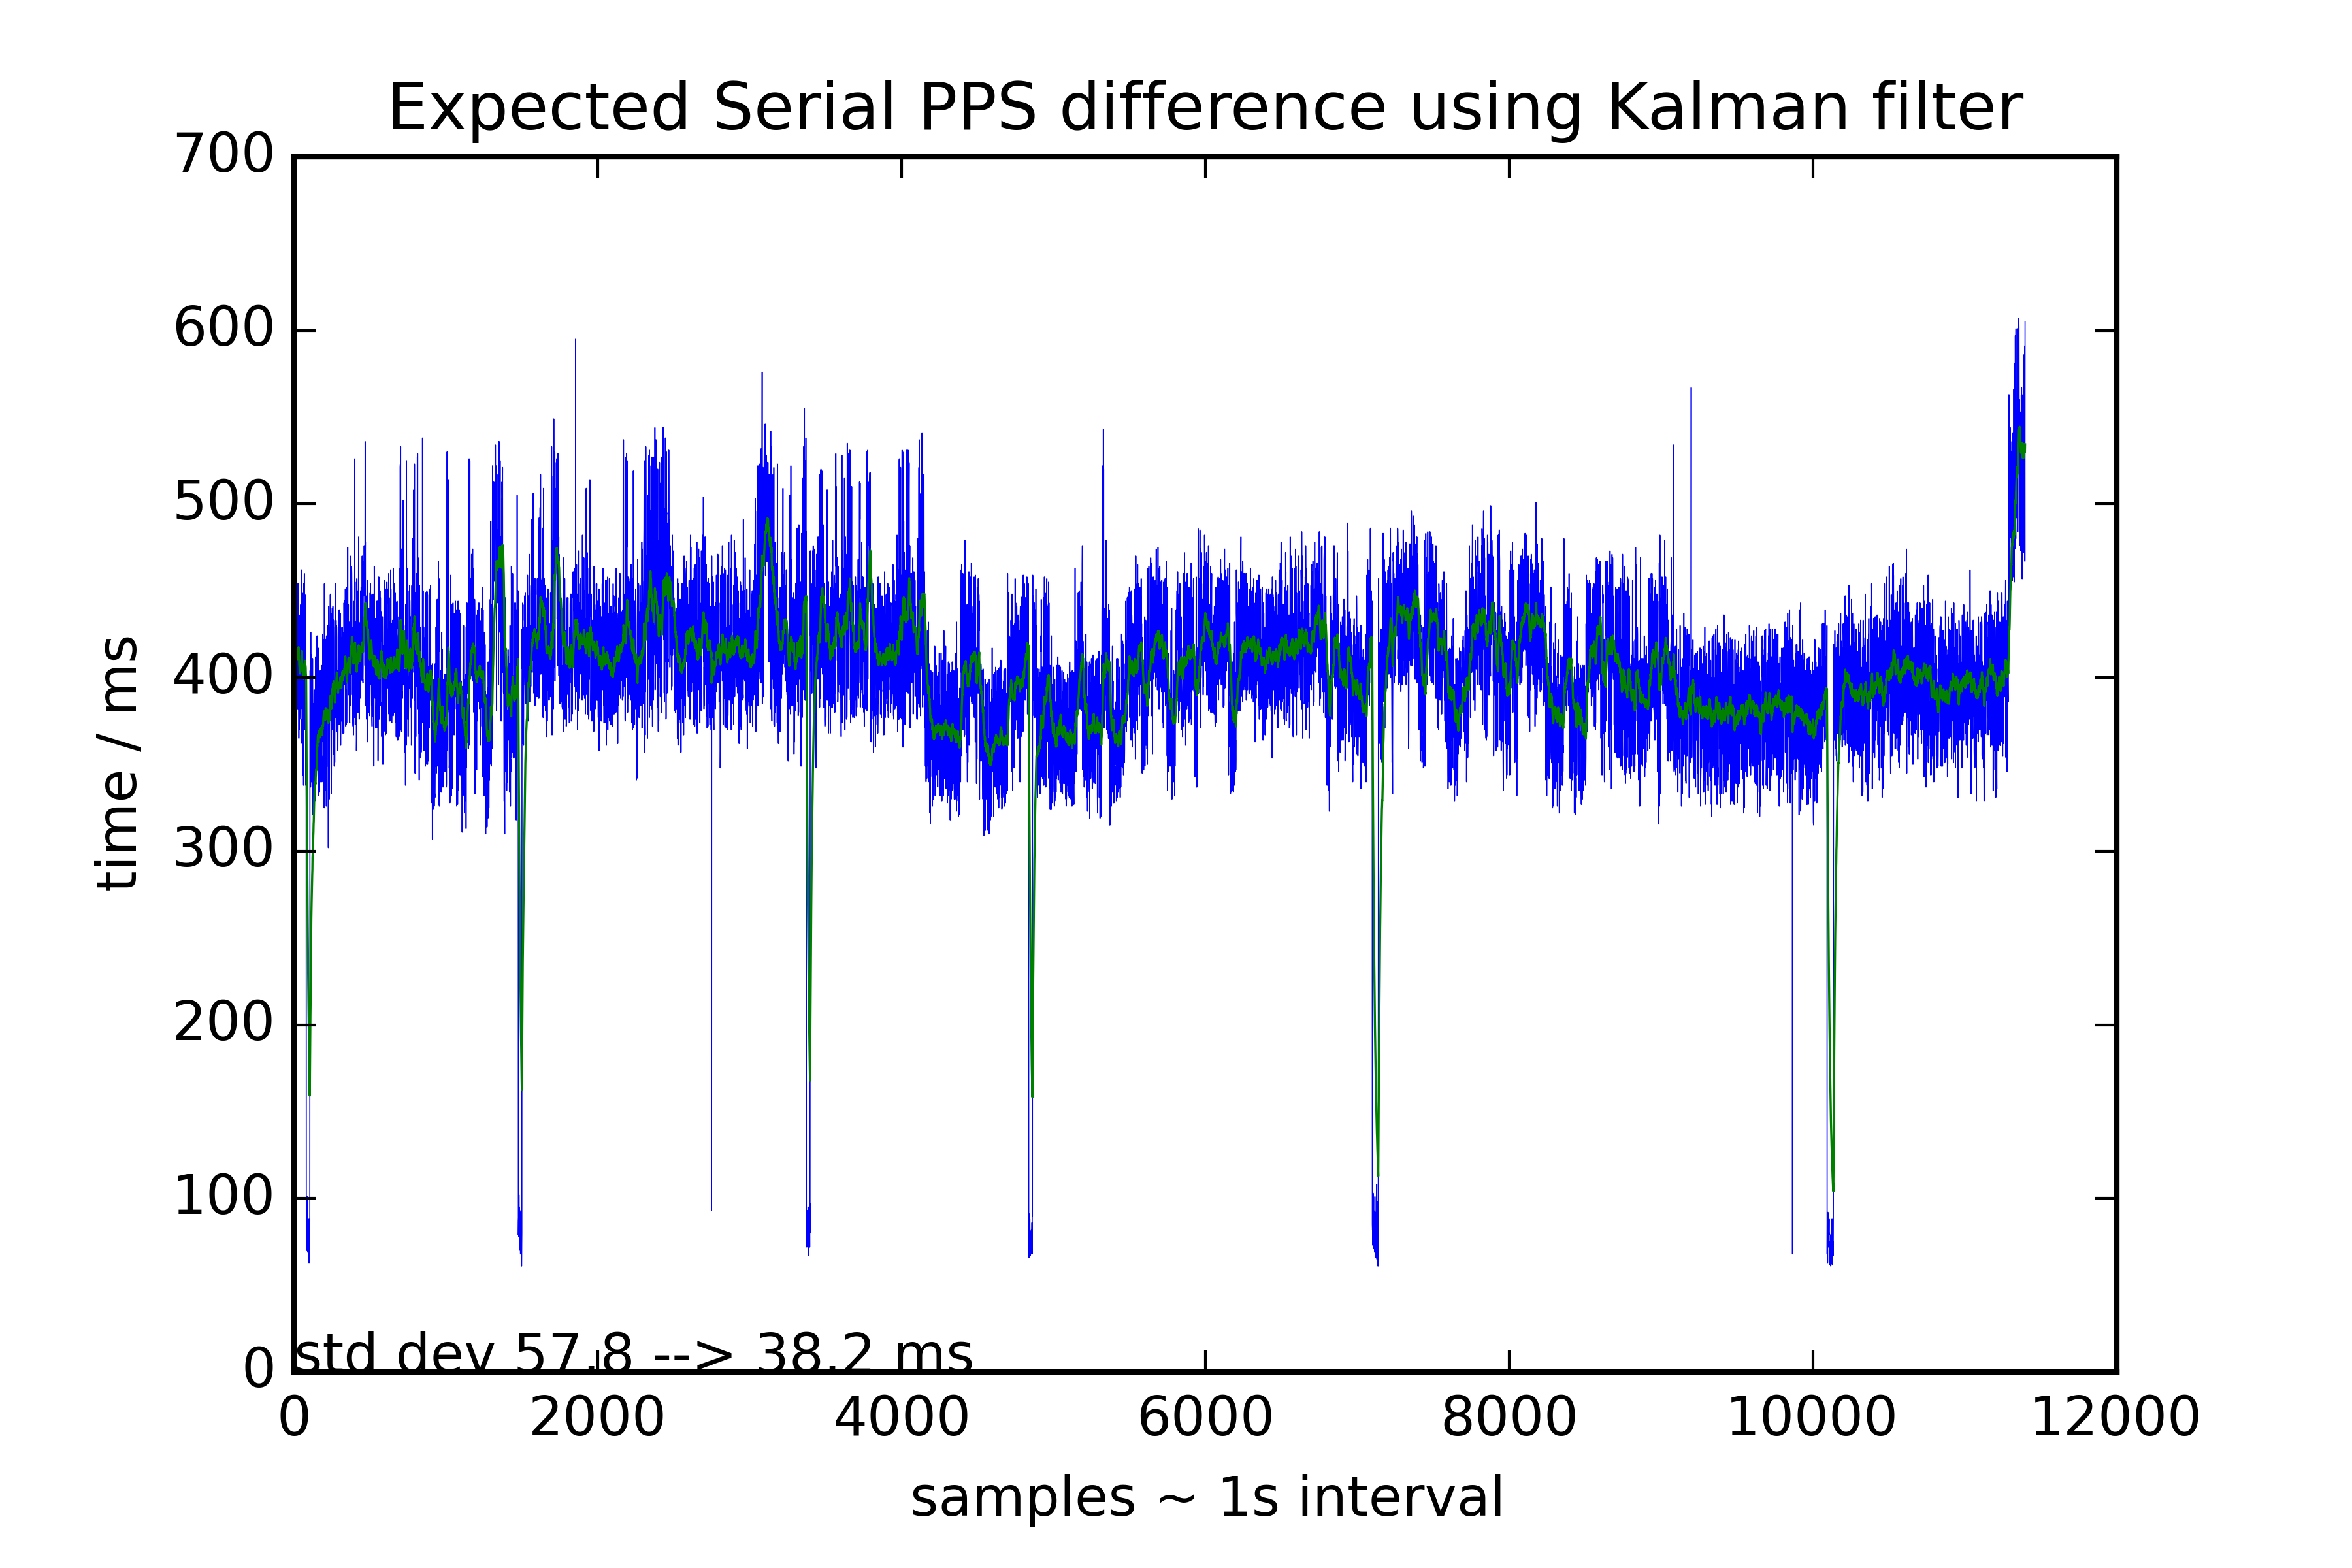 Expected Serial PPS difference using Kalman filter
700
600
500
400
300
200
100
0
time / ms
std dev 57.8 --> 38.2 ms
0 2000 4000 6000 8000 10000 12000
samples ~ 1s interval